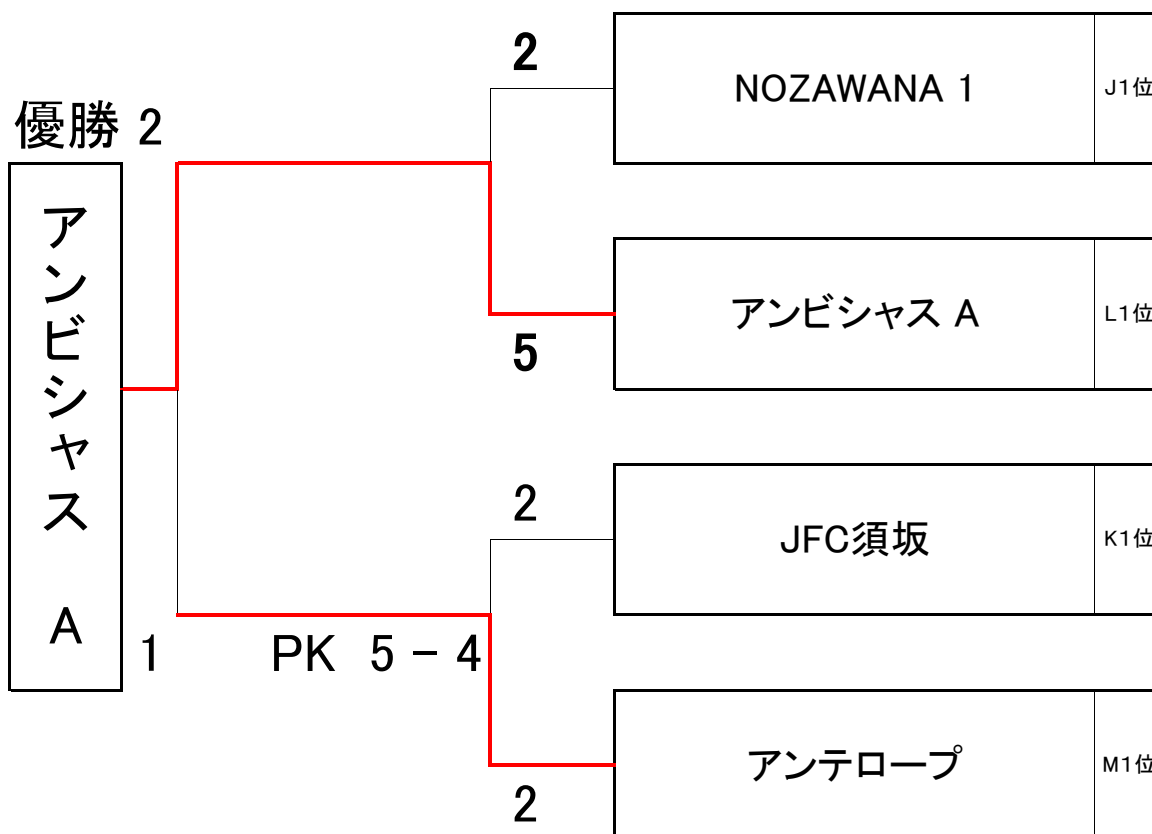 2
NOZAWANA 1
J1位
優勝 2
アンビシャス A
アンビシャス A
L1位
5
2
JFC須坂
K1位
1
PK 5－4
アンテロープ
M1位
2